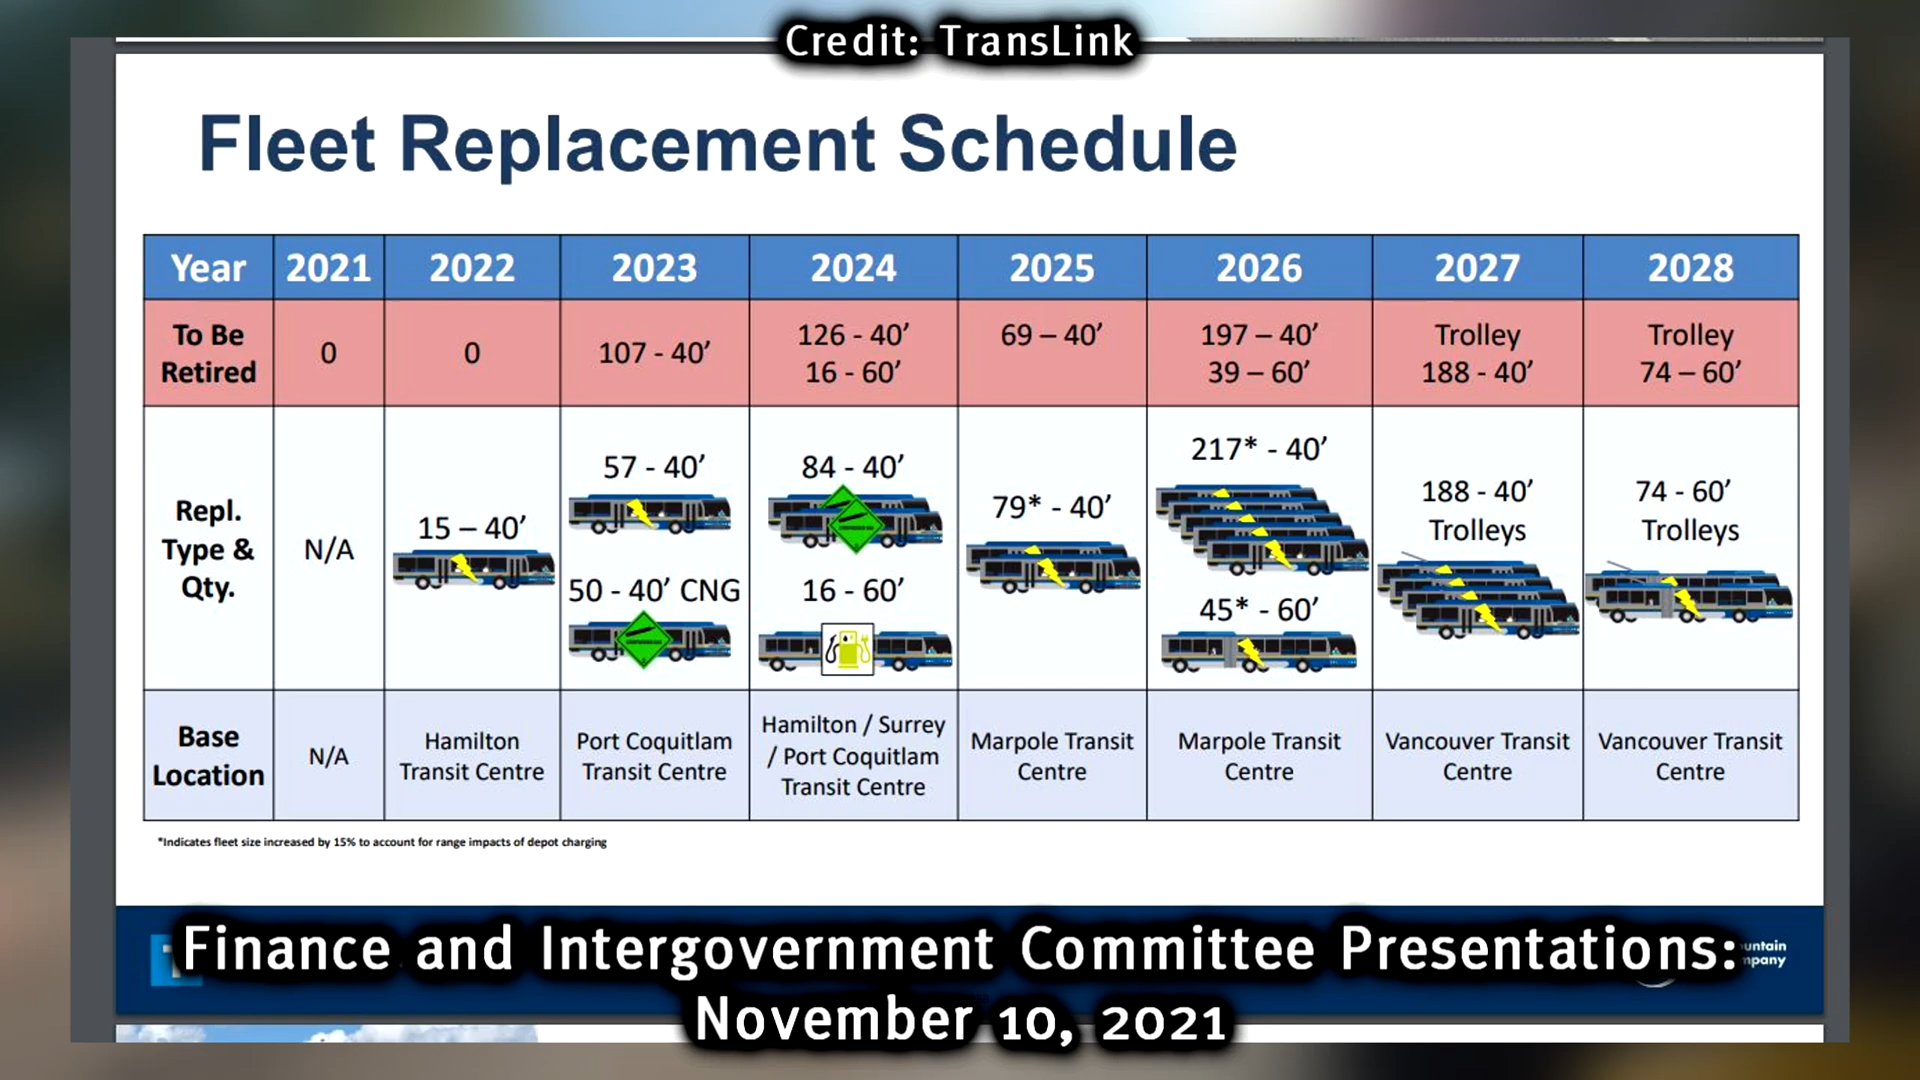 Credit: TransLink
Fleet Replacement Schedule
Year 2021 2022 2023 2024 2025 2026 2027 2028
To Be Retired 0 0 107 - 40’ 126 - 40’ 16 - 60’ 69 – 40’ 197 – 40’ 39 – 60’ Trolley 188 - 40’ Trolley 74 – 60’
Repl. Type & Qty. N/A 15 – 40’ 57 - 40’ 50 - 40’ CNG 84 - 40’ 16 - 60’ 79* - 40’ 217* - 40’ 45* - 60’ 188 - 40’ Trolleys 74 - 60’ Trolleys
Base Location N/A Hamilton Transit Centre Port Coquitlam Transit Centre Hamilton / Surrey / Port Coquitlam Transit Centre Marpole Transit Centre Marpole Transit Centre Vancouver Transit Centre Vancouver Transit Centre
*Indicates fleet size increased by 15% to account for range impacts of depot charging
Finance and Intergovernment Committee Presentations:
November 10, 2021